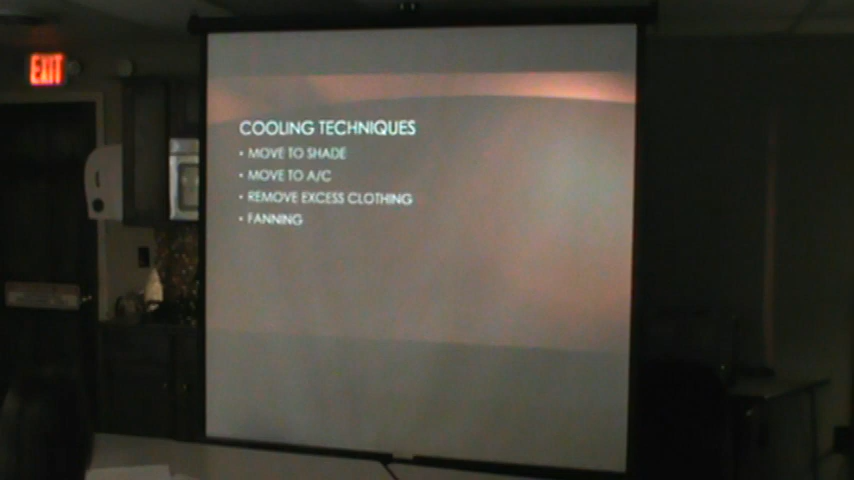 EXIT
COOLING TECHNIQUES
• MOVE TO SHADE
• MOVE TO A/C
• REMOVE EXCESS CLOTHING
• FANNING